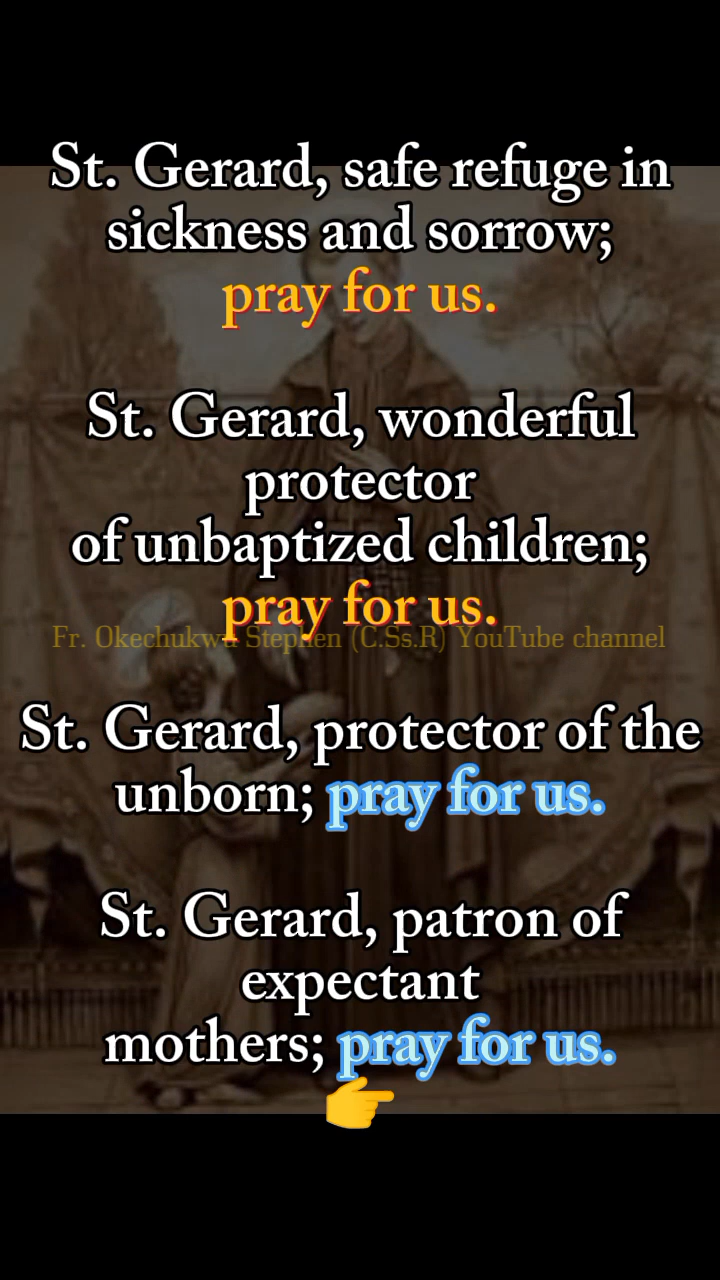 St. Gerard, safe refuge in
sickness and sorrow;
pray for us.
St. Gerard, wonderful
protector
of unbaptized children;
pray for us.
Fr. Okechukwu Stephen (C.Ss.R) YouTube channel
St. Gerard, protector of the
unborn; pray for us.
St. Gerard, patron of
expectant
mothers; pray for us.